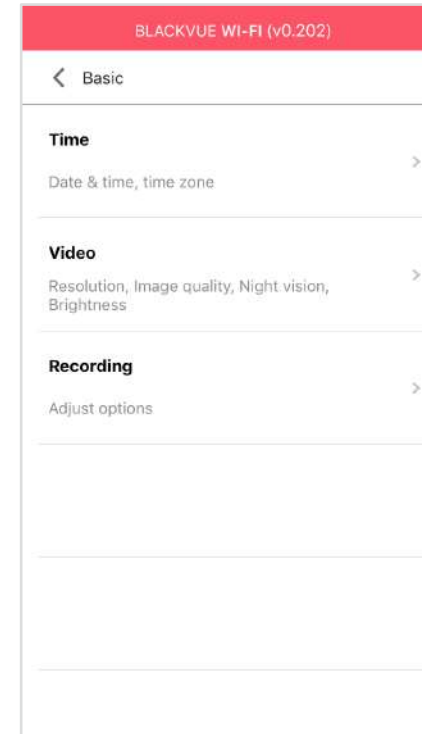 BLACKVUE WI-FI (v0.202)
Basic
Time
Date & time, time zone
Video
Resolution, Image quality, Night vision,
Brightness
Recording
Adjust options